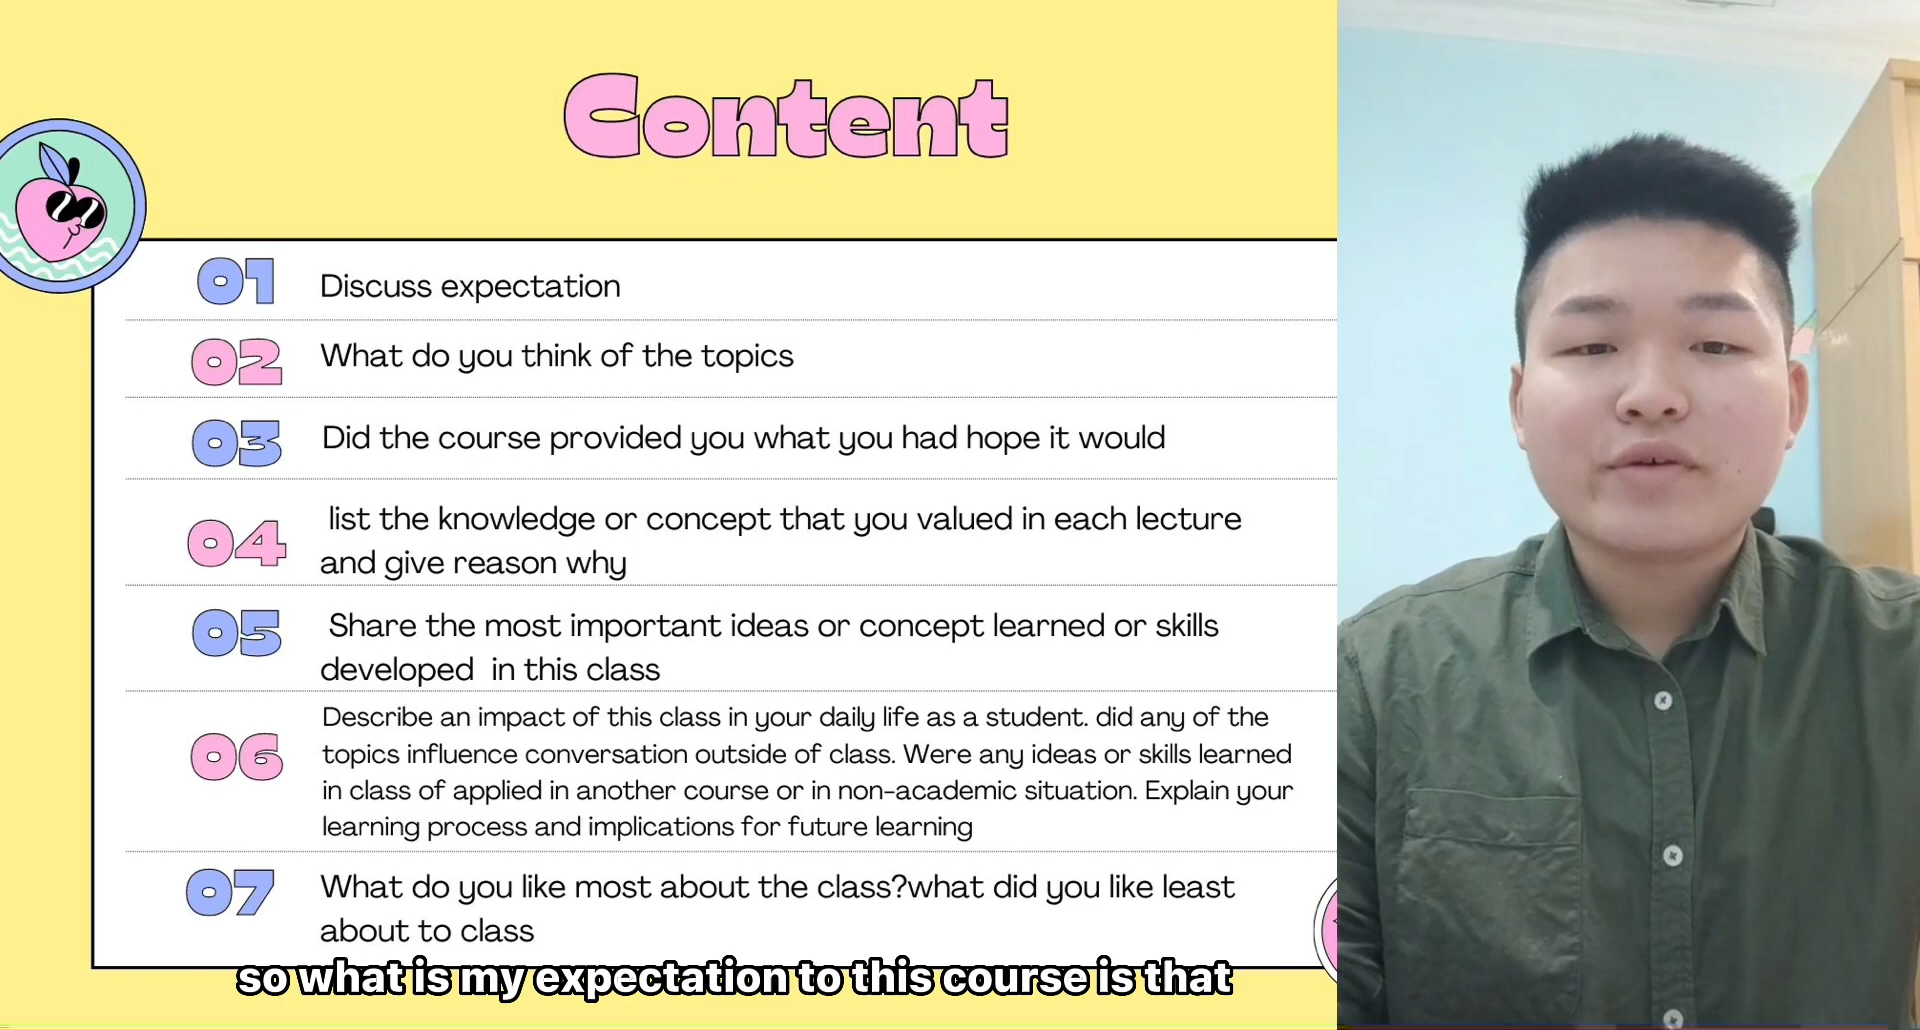 Content
01 Discuss expectation
02 What do you think of the topics
03 Did the course provided you what you had hope it would
04 list the knowledge or concept that you valued in each lecture
and give reason why
05 Share the most important ideas or concept learned or skills
developed in this class
06 Describe an impact of this class in your daily life as a student. did any of the
topics influence conversation outside of class. Were any ideas or skills learned
in class of applied in another course or in non-academic situation. Explain your
learning process and implications for future learning
07 What do you like most about the class?what did you like least
about to class
so what is my expectation to this course is that